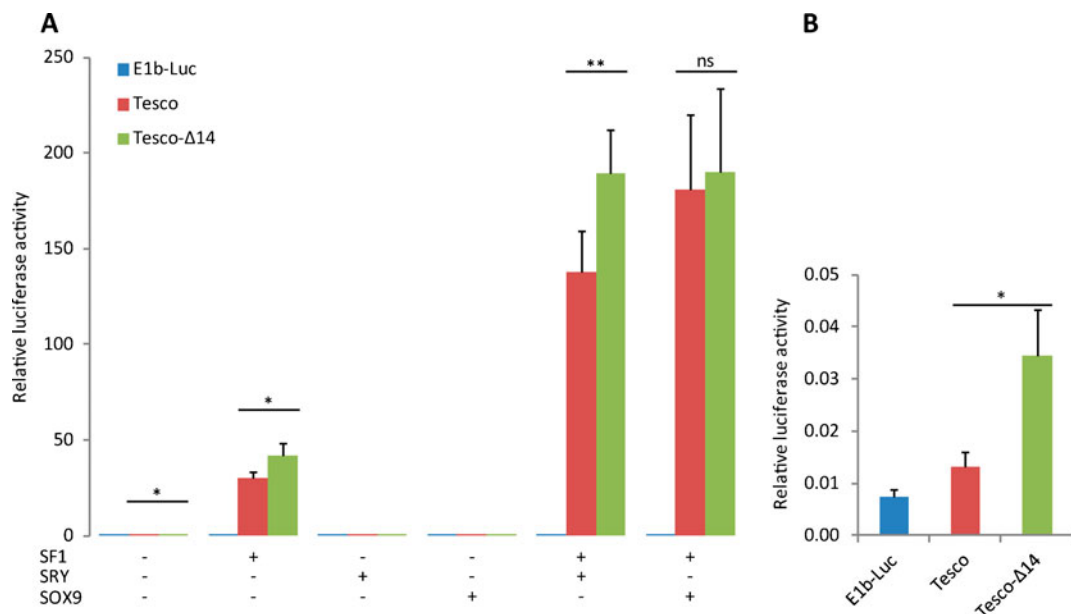 A
B
250
200
150
100
50
0
Relative luciferase activity
E1b-Luc
Tesco
Tesco-Δ14
*
*
**
ns
SF1 - + - - + +
SRY - - + - + -
SOX9 - - - + - +
0.05
0.04
0.03
0.02
0.01
0.00
Relative luciferase activity
*
E1b-Luc
Tesco
Tesco-Δ14